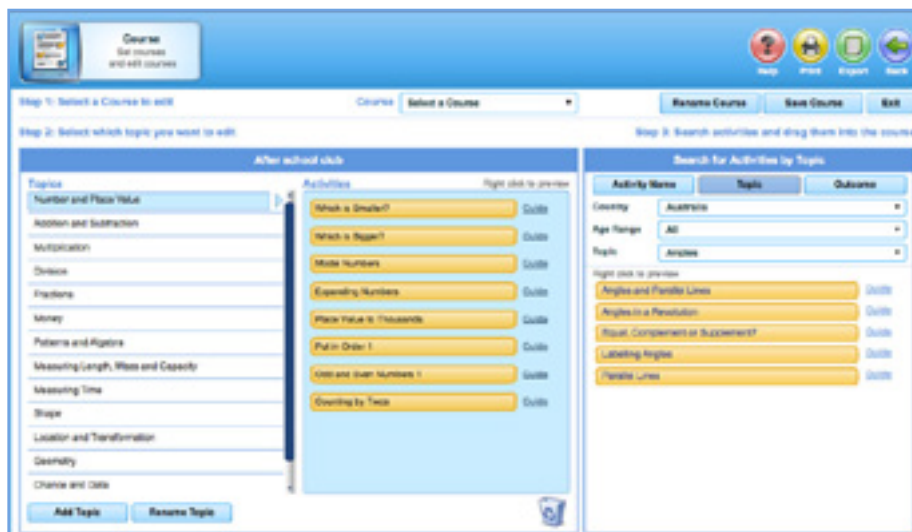 Course
Set courses
and edit courses
Help
Print
Export
Back
Step 1: Select a Course to edit
Course
Select a Course
Rename Course
Save Course
Exit
Step 2: Select which topic you want to edit
Step 3: Search activities and drag them into the course
After school club
Topics
Number and Place Value
Addition and Subtraction
Multiplication
Division
Fractions
Money
Patterns and Algebra
Measuring Length, Mass and Capacity
Measuring Time
Shape
Location and Transformation
Geometry
Chance and Data
Add Topic
Rename Topic
Activities
Right click to preview
Which is Smaller?
Guide
Which is Bigger?
Guide
Model Numbers
Guide
Expanding Numbers
Guide
Place Value to Thousands
Guide
Put in Order 1
Guide
Odd and Even Numbers 1
Guide
Counting by Twos
Guide
Search for Activities by Topic
Activity Name
Topic
Outcome
Country
Australia
Age Range
All
Topic
Angles
Right click to preview
Angles and Parallel Lines
Guide
Angles in a Revolution
Guide
Equal, Complement or Supplement?
Guide
Labelling Angles
Guide
Parallel Lines
Guide